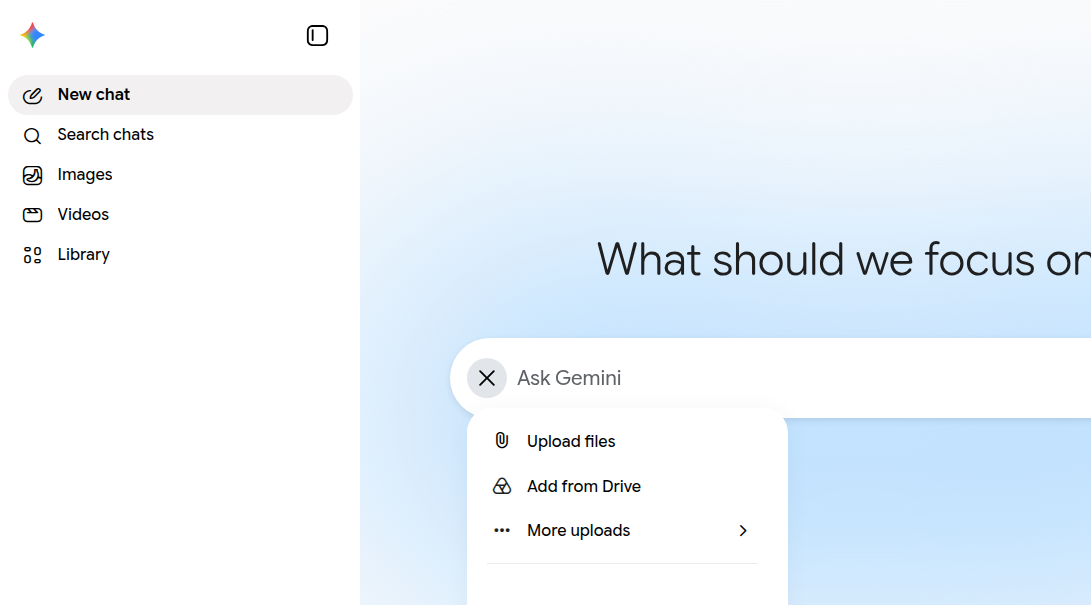 New chat
Search chats
Images
Videos
Library
What should we focus on
Ask Gemini
Upload files
Add from Drive
More uploads